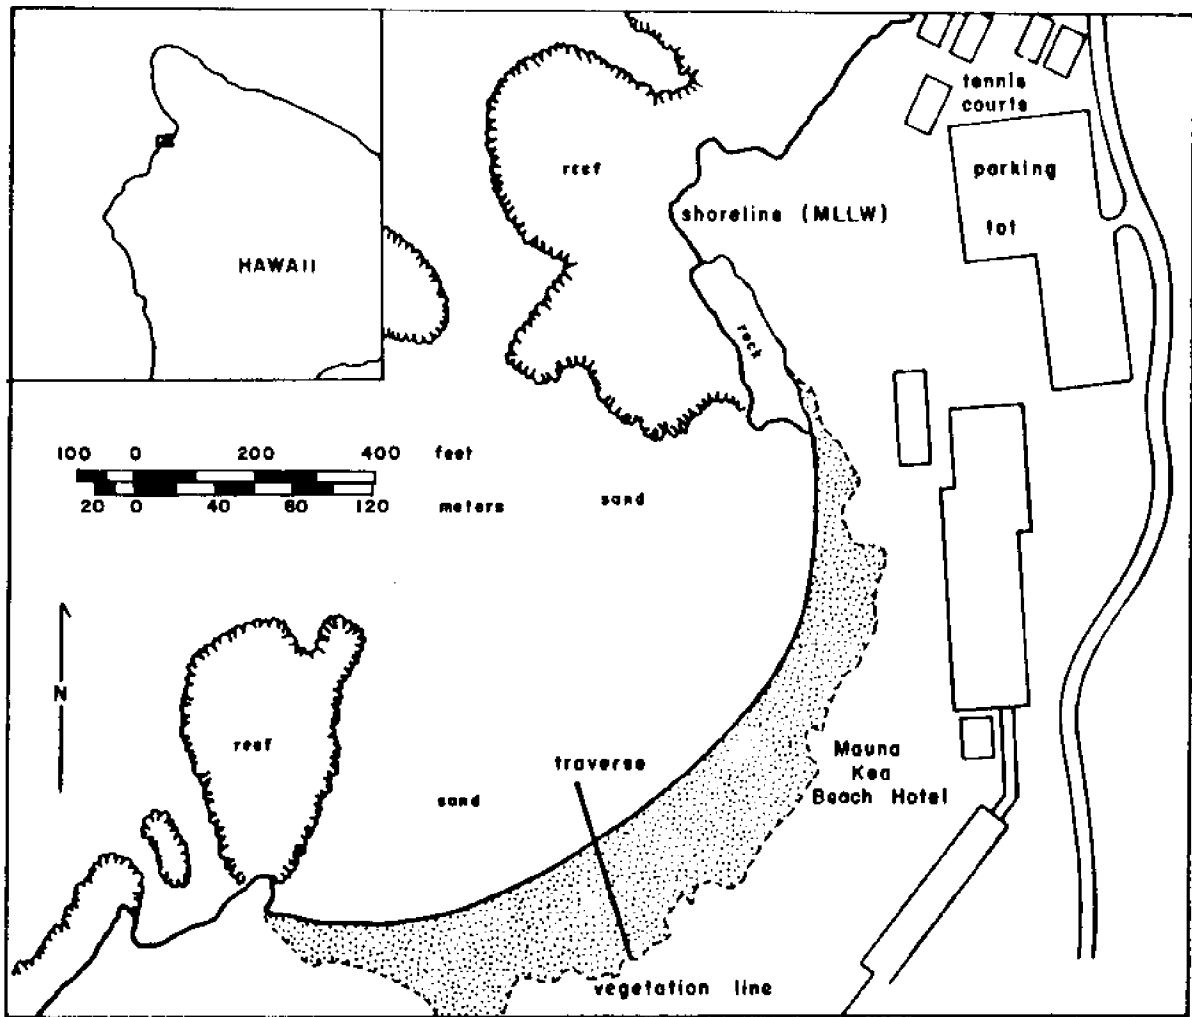 tennis
courts
reef
parking
lot
shoreline (MLLW)
HAWAII
rock
100 0 200 400 feet
20 0 40 80 120 meters
sand
N
reef
traverse
Mauna
Kea
Beach Hotel
sand
vegetation line